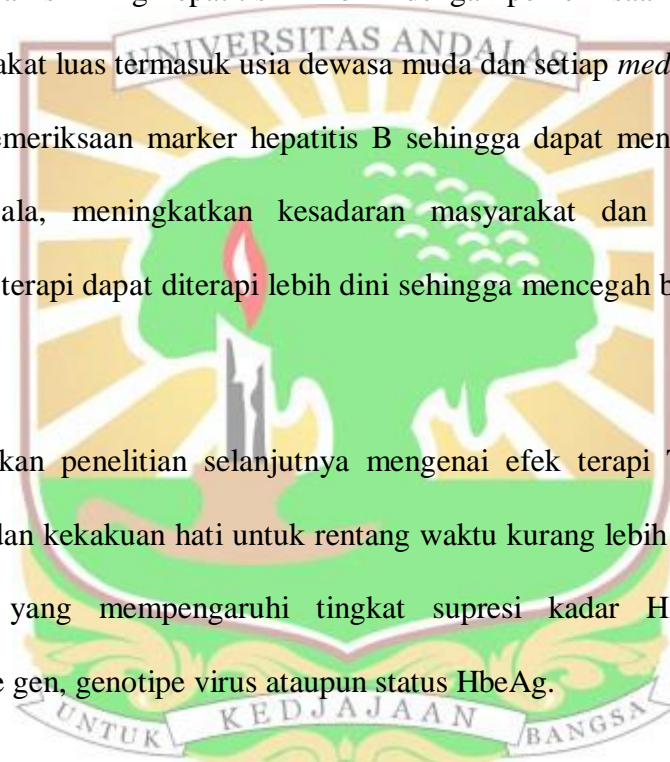 UNIVERSITAS ANDALAS
akat luas termasuk usia dewasa muda dan setiap med
emeriksaan marker hepatitis B sehingga dapat men
ala, meningkatkan kesadaran masyarakat dan
terapi dapat diterapi lebih dini sehingga mencegah b
kan penelitian selanjutnya mengenai efek terapi T
dan kekakuan hati untuk rentang waktu kurang lebih
yang mempengaruhi tingkat supresi kadar H
e gen, genotipe virus ataupun status HbeAg.
UNTUK KEDJAJAAN BANGSA